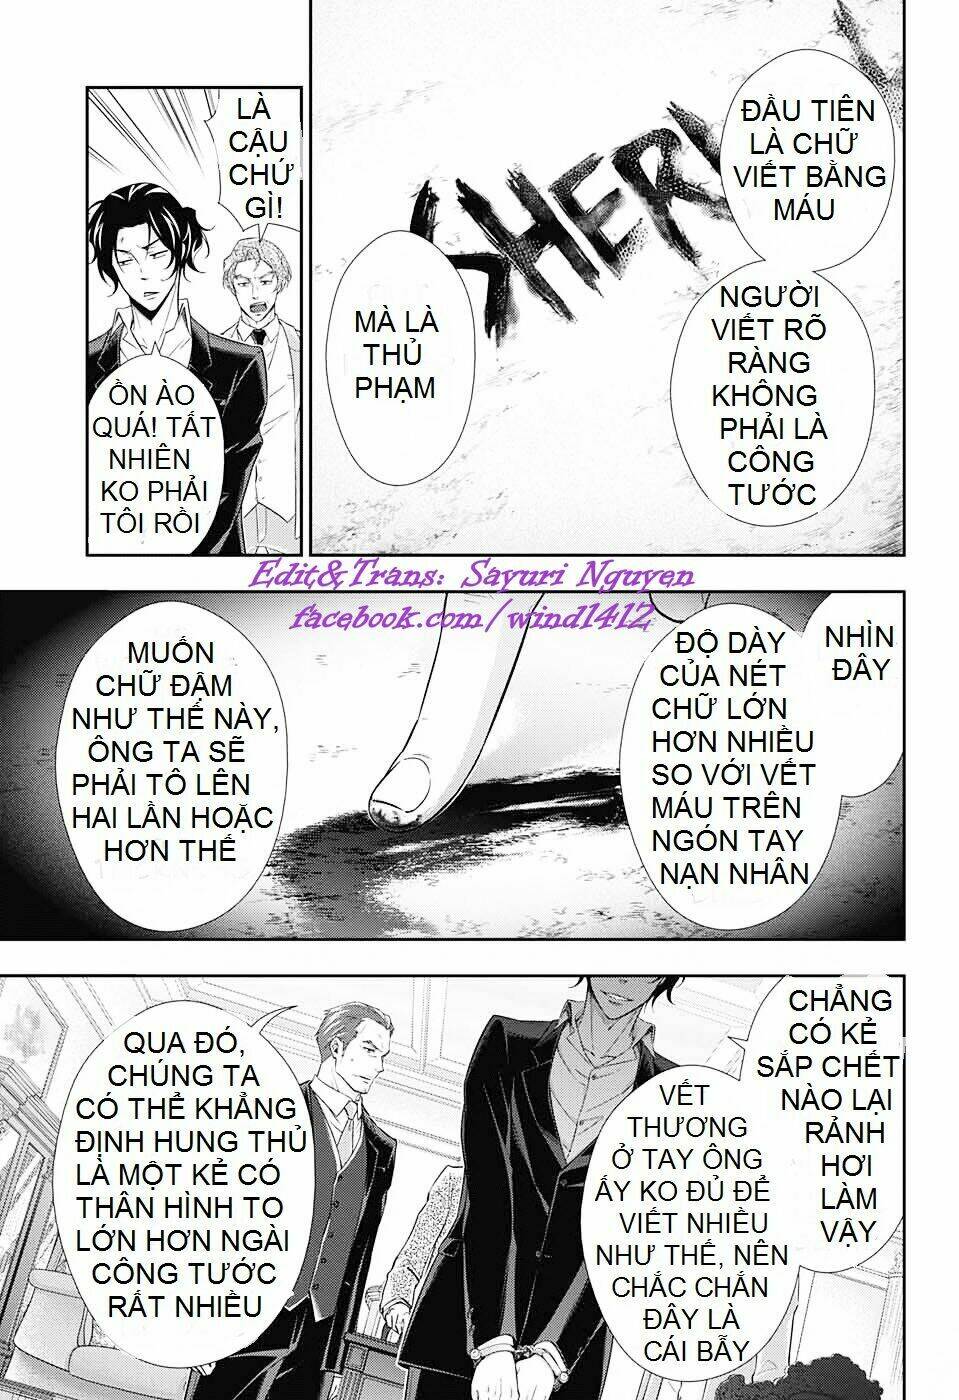 ĐẦU TIÊN
LÀ CHỮ
VIẾT BẰNG
MÁU
NGƯỜI
VIẾT RÕ
RÀNG
KHÔNG
PHẢI LÀ
CÔNG
TƯỚC
SHERL
MÀ LÀ
THỦ
PHẠM
LÀ
CẬU
CHỨ
GÌ!
ỒN ÀO
QUÁ! TẤT
NHIÊN
KO PHẢI
TÔI RỒI
Edit&Trans: Sayuri Nguyen
facebook.com/wind1412
NHÌN
ĐÂY
ĐỘ DÀY
CỦA NÉT
CHỮ LỚN
HƠN NHIỀU
SO VỚI VẾT
MÁU TRÊN
NGÓN TAY
NẠN NHÂN
MUỐN
CHỮ ĐẬM
NHƯ THẾ NÀY,
ÔNG TA SẼ
PHẢI TÔ LÊN
HAI LẦN HOẶC
HƠN THẾ
CHẲNG
CÓ KẺ
SẮP CHẾT
NÀO LẠI
RẢNH
HƠI
LÀM
VẬY
VẾT
THƯƠNG
Ở TAY ÔNG
ẤY KO ĐỦ ĐỂ
VIẾT NHIỀU
NHƯ THẾ, NÊN
CHẮC CHẮN
ĐÂY LÀ
CÁI BẪY
QUA ĐÓ,
CHÚNG TA
CÓ THỂ KHẲNG
ĐỊNH HUNG THỦ
LÀ MỘT KẺ CÓ
THÂN HÌNH TO
LỚN HƠN NGÀI
CÔNG TƯỚC
RẤT NHIỀU